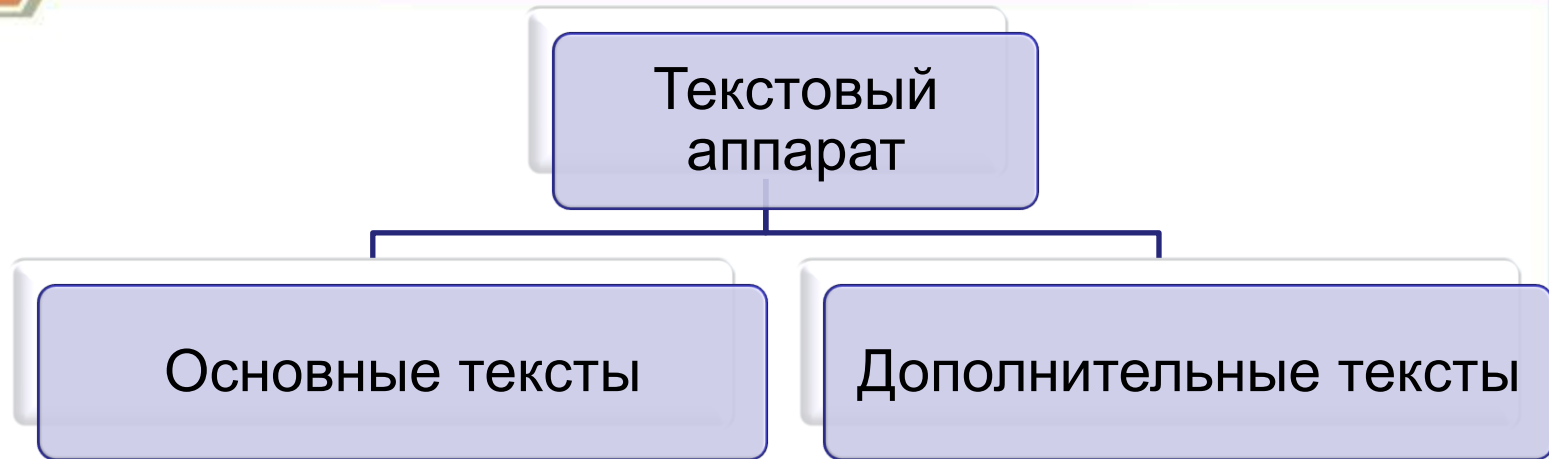 Текстовый
аппарат
Основные тексты
Дополнительные тексты